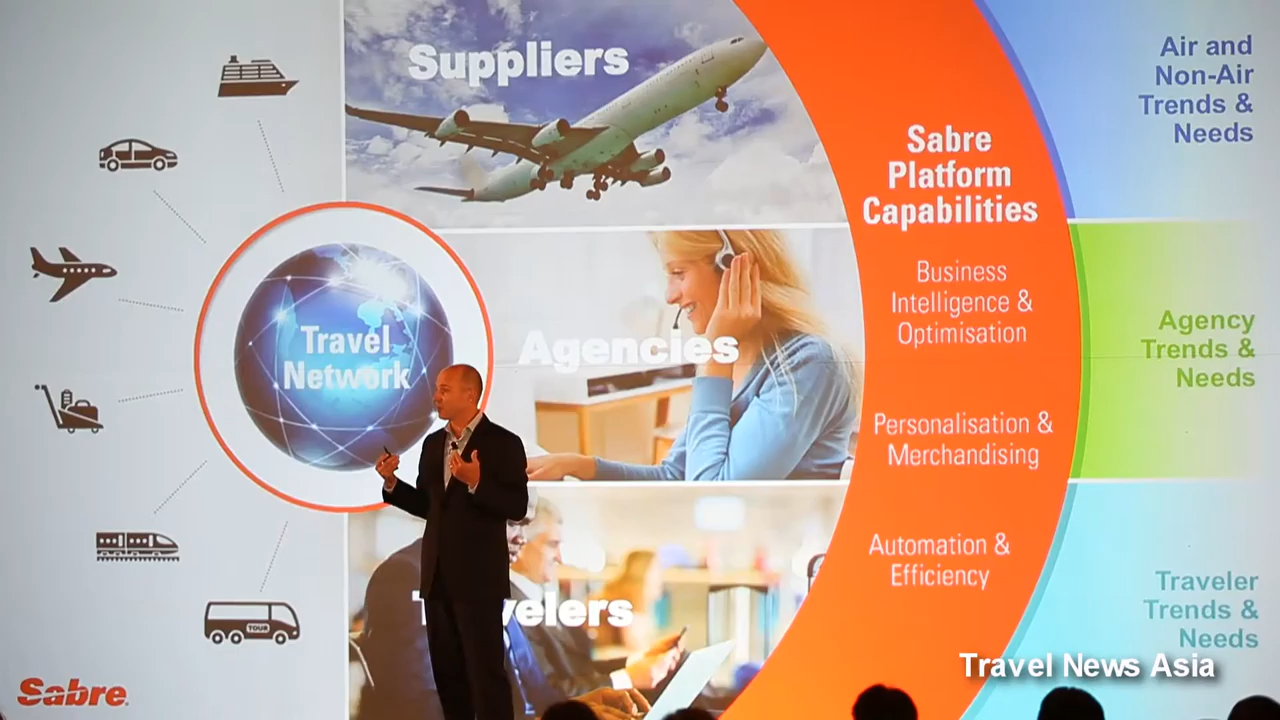 Suppliers
Travel
Network
Agencies
Sabre
Platform
Capabilities
Business
Intelligence &
Optimisation
Personalisation &
Merchandising
Automation &
Efficiency
Air and
Non-Air
Trends &
Needs
Agency
Trends &
Needs
Traveler
Trends &
Needs
TOUR
Sabre
Travel News Asia